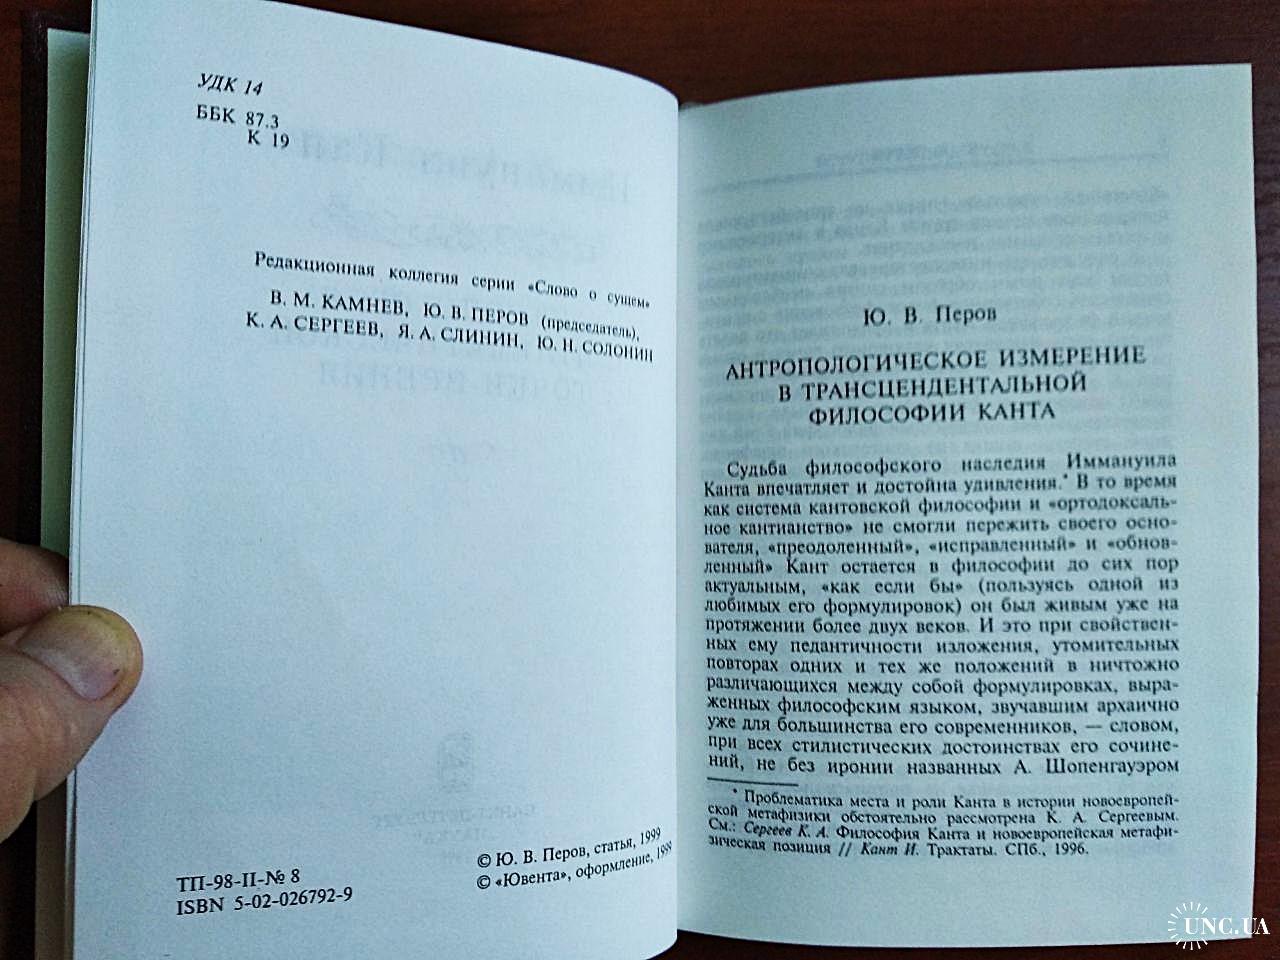 УДК 14
ББК 87.3
К 19
Редакционная коллегия серии «Слово о сущем»
В. М. КАМНЕВ, Ю. В. ПЕРОВ (председатель),
К. А. СЕРГЕЕВ, Я. А. СЛИНИН, Ю. Н. СОЛОНИН
ТП-98-II-№ 8
ISBN 5-02-026792-9
© Ю. В. Перов, статья, 1999
© «Ювента», оформление, 1999
Ю. В. Перов
АНТРОПОЛОГИЧЕСКОЕ ИЗМЕРЕНИЕ
В ТРАНСЦЕНДЕНТАЛЬНОЙ
ФИЛОСОФИИ КАНТА
Судьба философского наследия Иммануила
Канта впечатляет и достойна удивления.* В то время
как система кантовской философии и «ортодоксаль-
ное кантианство» не смогли пережить своего осно-
вателя, «преодоленный», «исправленный» и «обнов-
ленный» Кант остается в философии до сих пор
актуальным, «как если бы» (пользуясь одной из
любимых его формулировок) он был живым уже на
протяжении более двух веков. И это при свойствен-
ных ему педантичности изложения, утомительных
повторах одних и тех же положений в ничтожно
различающихся между собой формулировках, выра-
женных философским языком, звучавшим архаично
уже для большинства его современников, — словом,
при всех стилистических достоинствах его сочине-
ний, не без иронии названных А. Шопенгауэром
* Проблематика места и роли Канта в истории новоевропей-
ской метафизики обстоятельно рассмотрена К. А. Сергеевым.
См.: Сергеев К. А. Философия Канта и новоевропейская метафи-
зическая позиция // Кант И. Трактаты. СПб., 1996.
UNC.UA